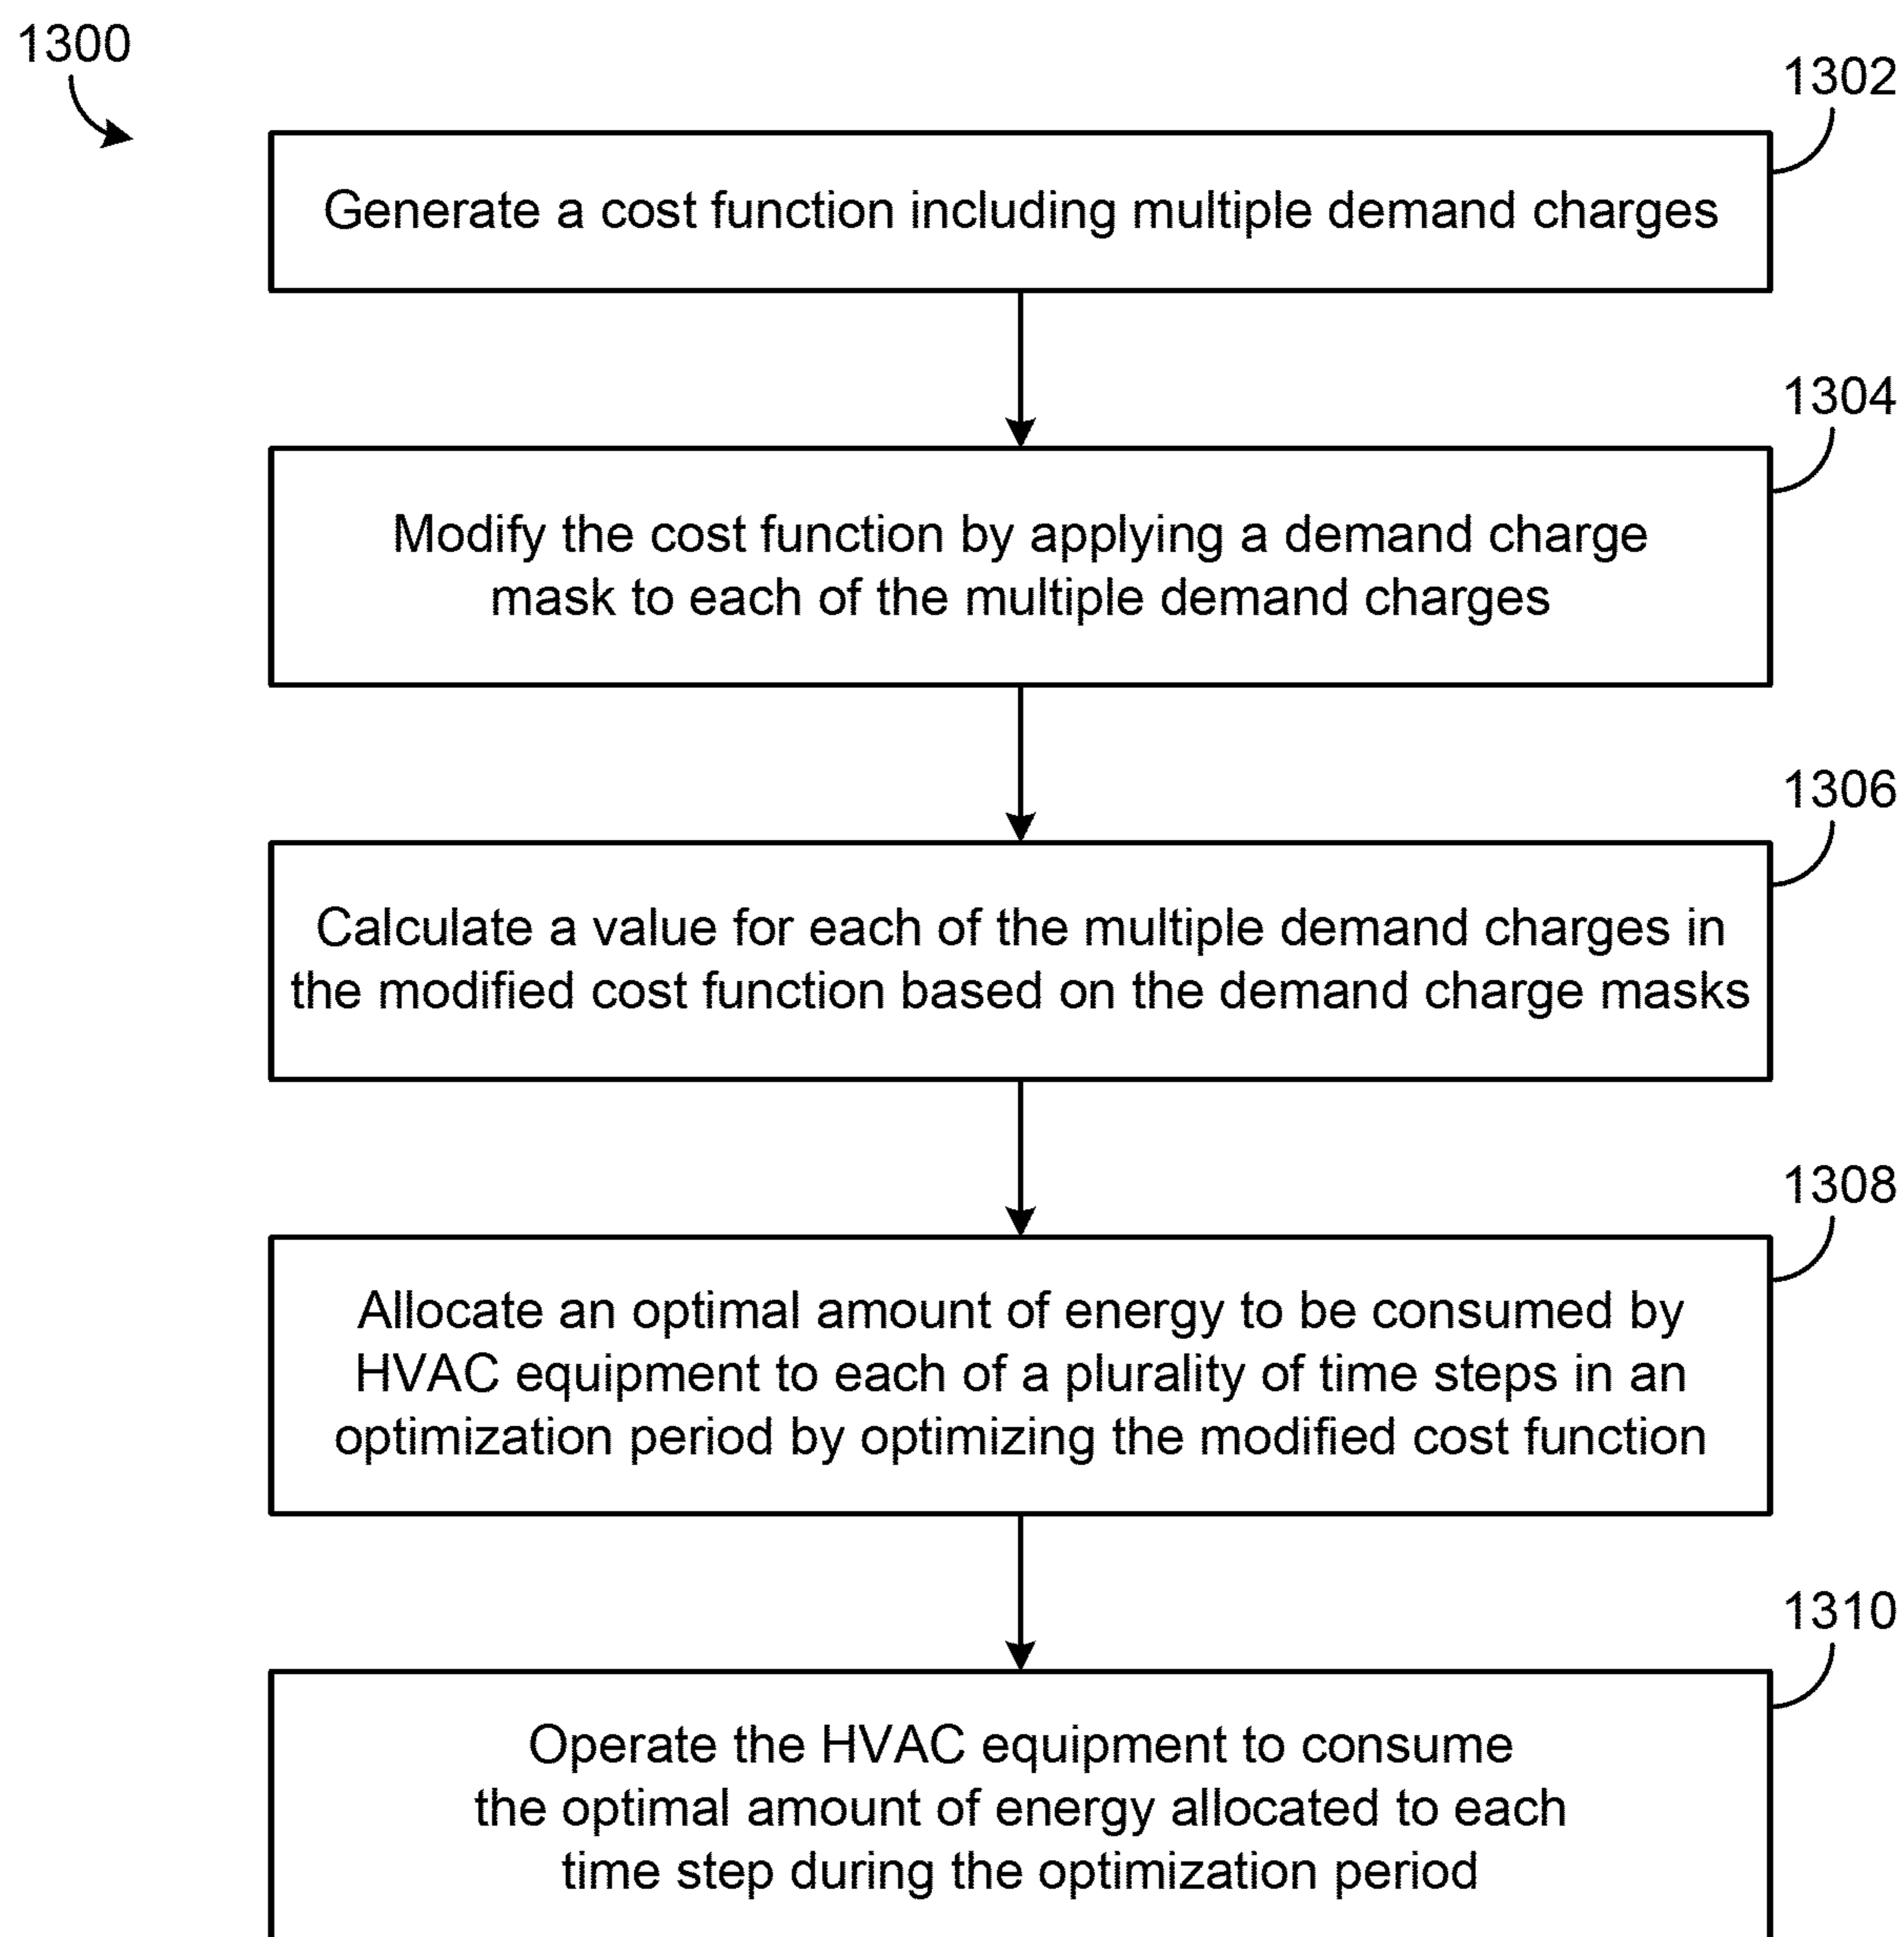 1300
1302
Generate a cost function including multiple demand charges
1304
Modify the cost function by applying a demand charge
mask to each of the multiple demand charges
1306
Calculate a value for each of the multiple demand charges in
the modified cost function based on the demand charge masks
1308
Allocate an optimal amount of energy to be consumed by
HVAC equipment to each of a plurality of time steps in an
optimization period by optimizing the modified cost function
1310
Operate the HVAC equipment to consume
the optimal amount of energy allocated to each
time step during the optimization period